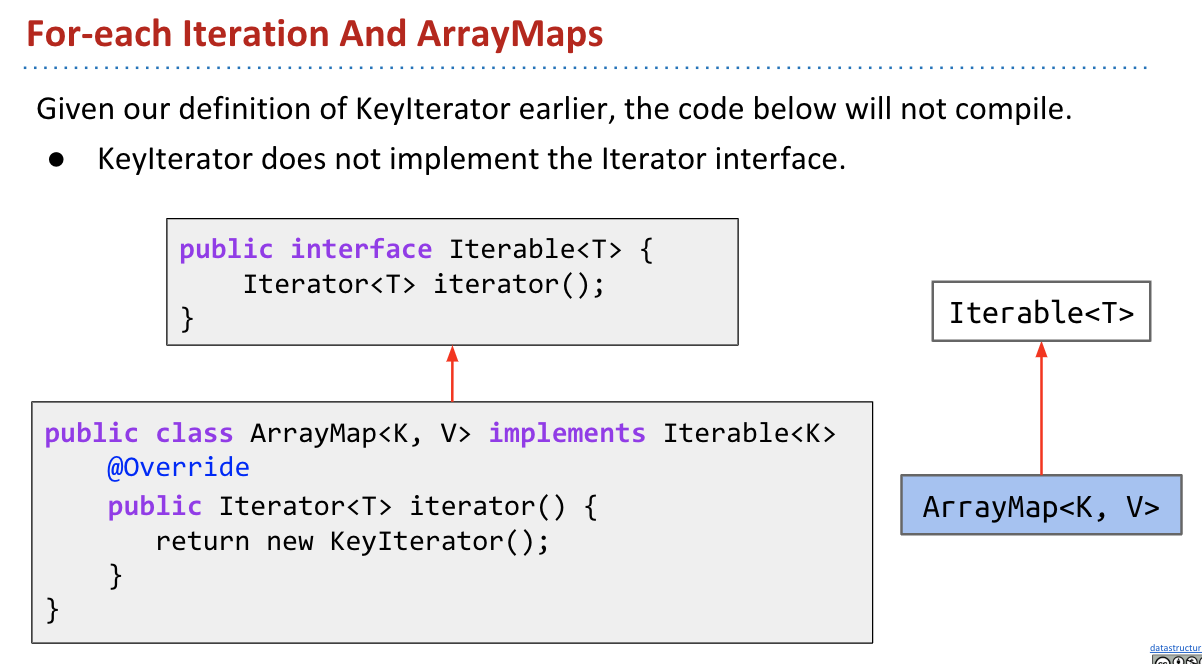 For-each Iteration And ArrayMaps
Given our definition of KeyIterator earlier, the code below will not compile.
● KeyIterator does not implement the Iterator interface.
public interface Iterable<T> {
    Iterator<T> iterator();
}
Iterable<T>
public class ArrayMap<K, V> implements Iterable<K>
    @Override
    public Iterator<T> iterator() {
       return new KeyIterator();
    }
}
ArrayMap<K, V>
datastructur